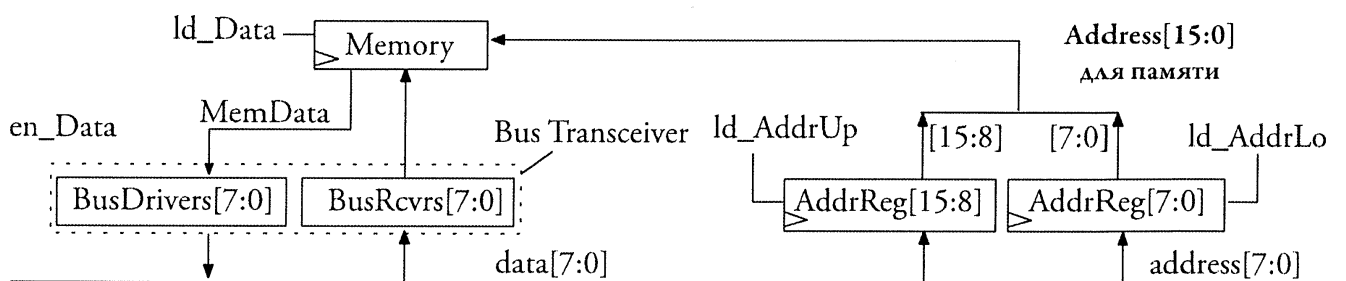 ld_Data
Memory
Address[15:0]
для памяти
MemData
en_Data
Bus Transceiver
ld_AddrUp
[15:8]
[7:0]
ld_AddrLo
BusDrivers[7:0]
BusRcvrs[7:0]
AddrReg[15:8]
AddrReg[7:0]
data[7:0]
address[7:0]